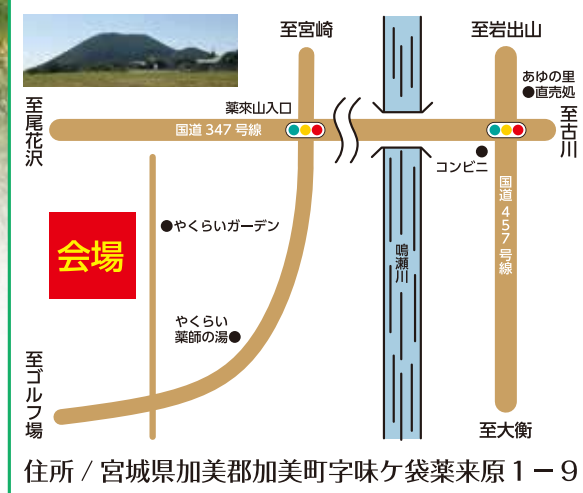 至宮崎
至岩出山
あゆの里
●直売処
薬來山入口
至尾花沢
国道347号線
至古川
コンビニ
国道457号線
会場
やくらいガーデン
鳴瀬川
やくらい
薬師の湯
至ゴルフ場
至大衡
住所 / 宮城県加美郡加美町字味ケ袋薬来原1-9